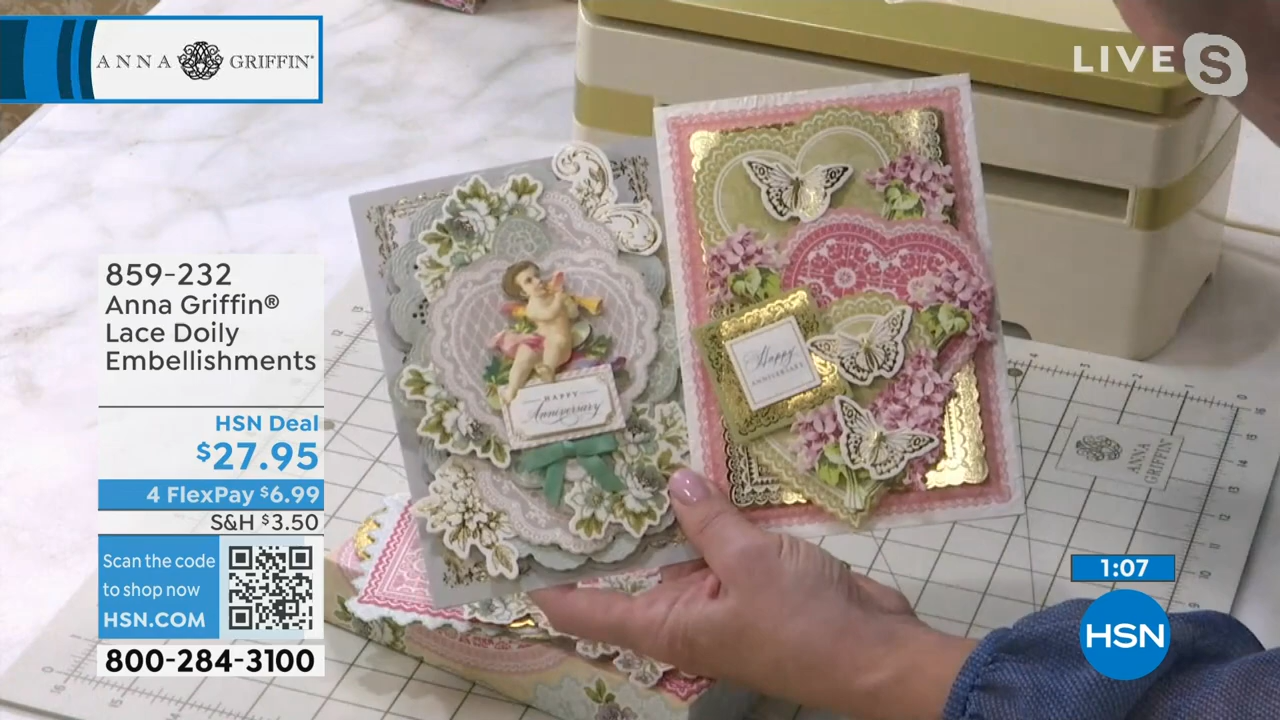 ANNA GRIFFIN
LIVE S
859-232
Anna Griffin®
Lace Doily
Embellishments
HSN Deal
$27.95
4 FlexPay $6.99
S&H $3.50
Scan the code
to shop now
HSN.COM
800-284-3100
HAPPY
Anniversary
Happy
ANNIVERSARY
ANNA
GRIFFIN
1:07
HSN